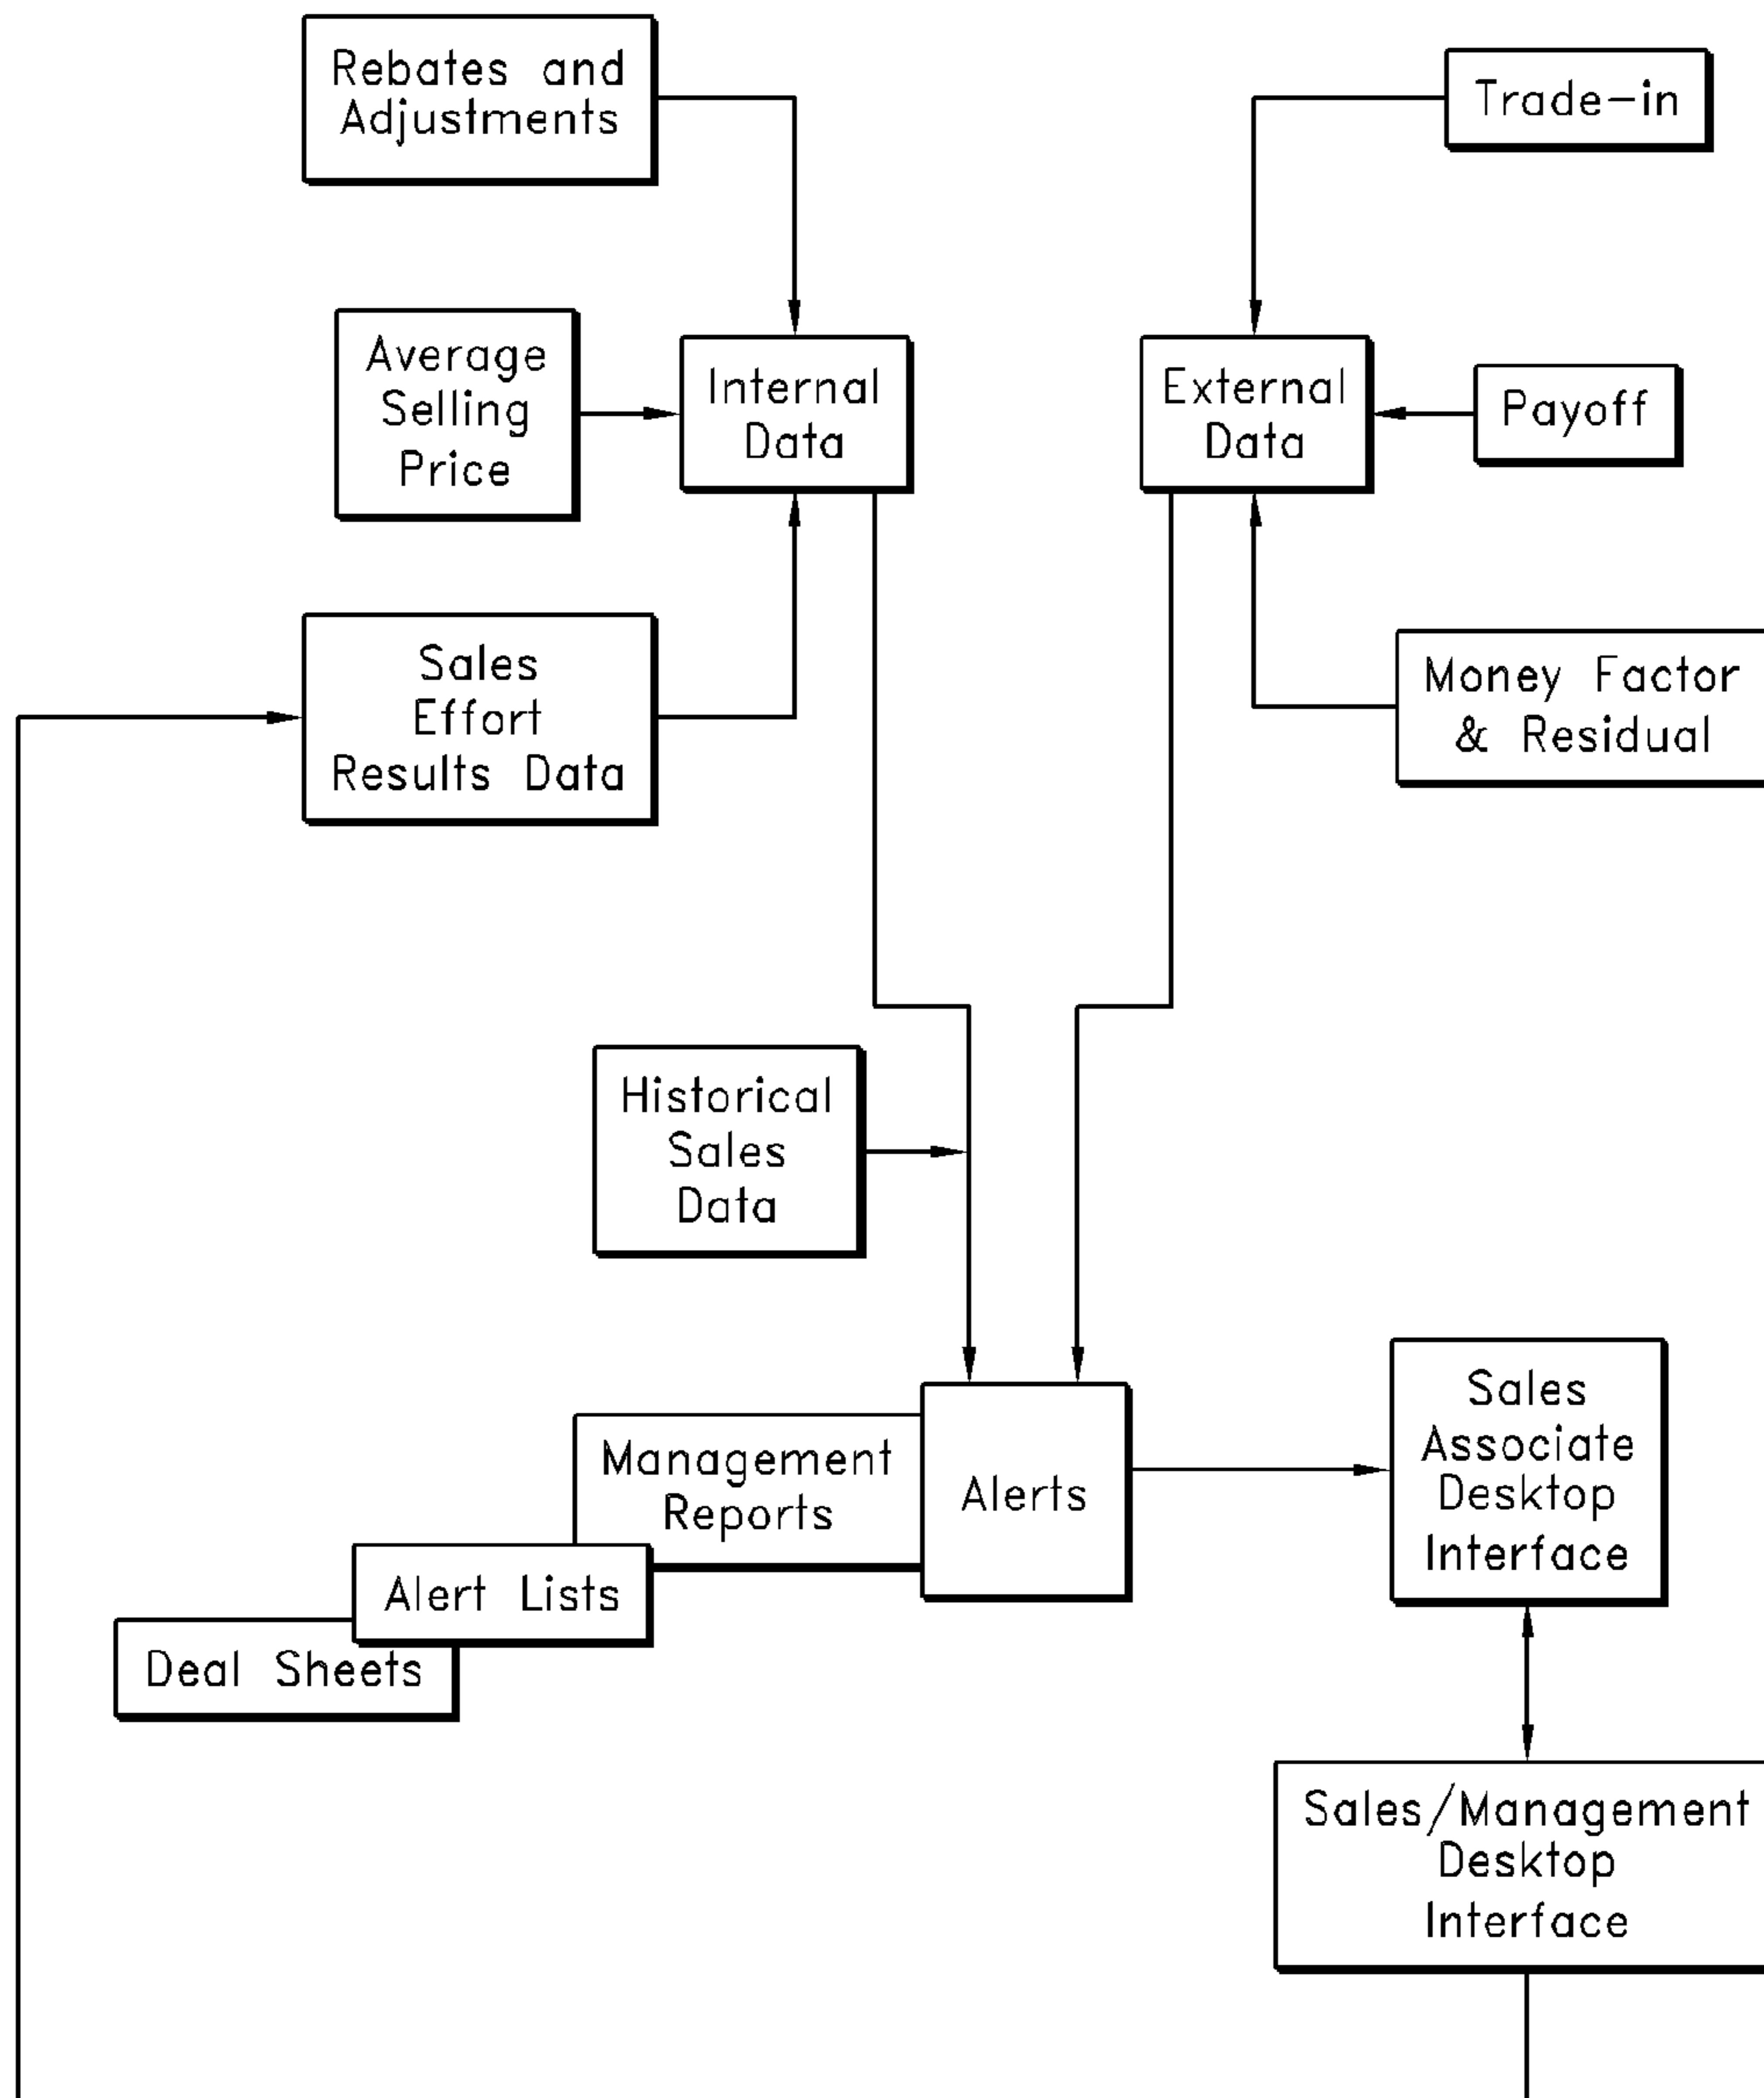 Rebates and
Adjustments
Trade-in
Average
Selling
Price
Internal
Data
External
Data
Payoff
Sales
Effort
Results Data
Money Factor
& Residual
Historical
Sales
Data
Management
Reports
Alerts
Sales
Associate
Desktop
Interface
Alert Lists
Deal Sheets
Sales/Management
Desktop
Interface